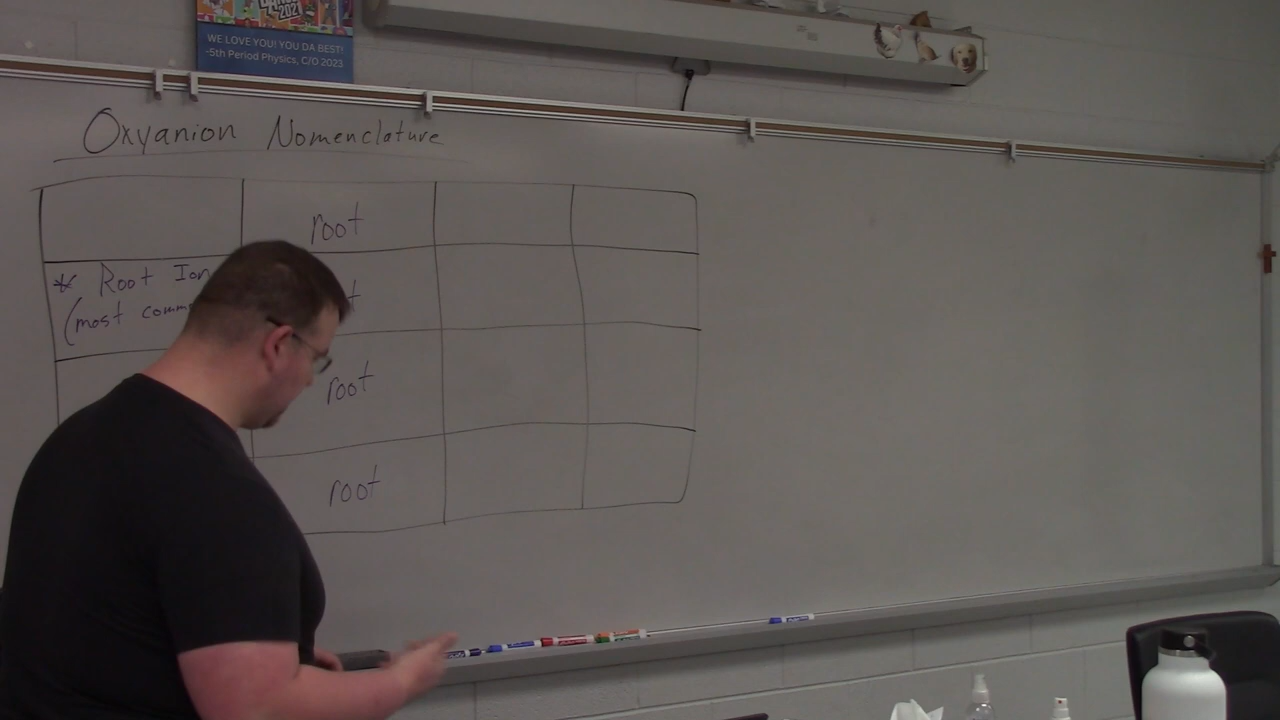 2021
WE LOVE YOU! YOU DA BEST!
-5th Period Physics, C/O 2023
Oxyanion Nomenclature
root
* Root Ion
(most comm
root
root